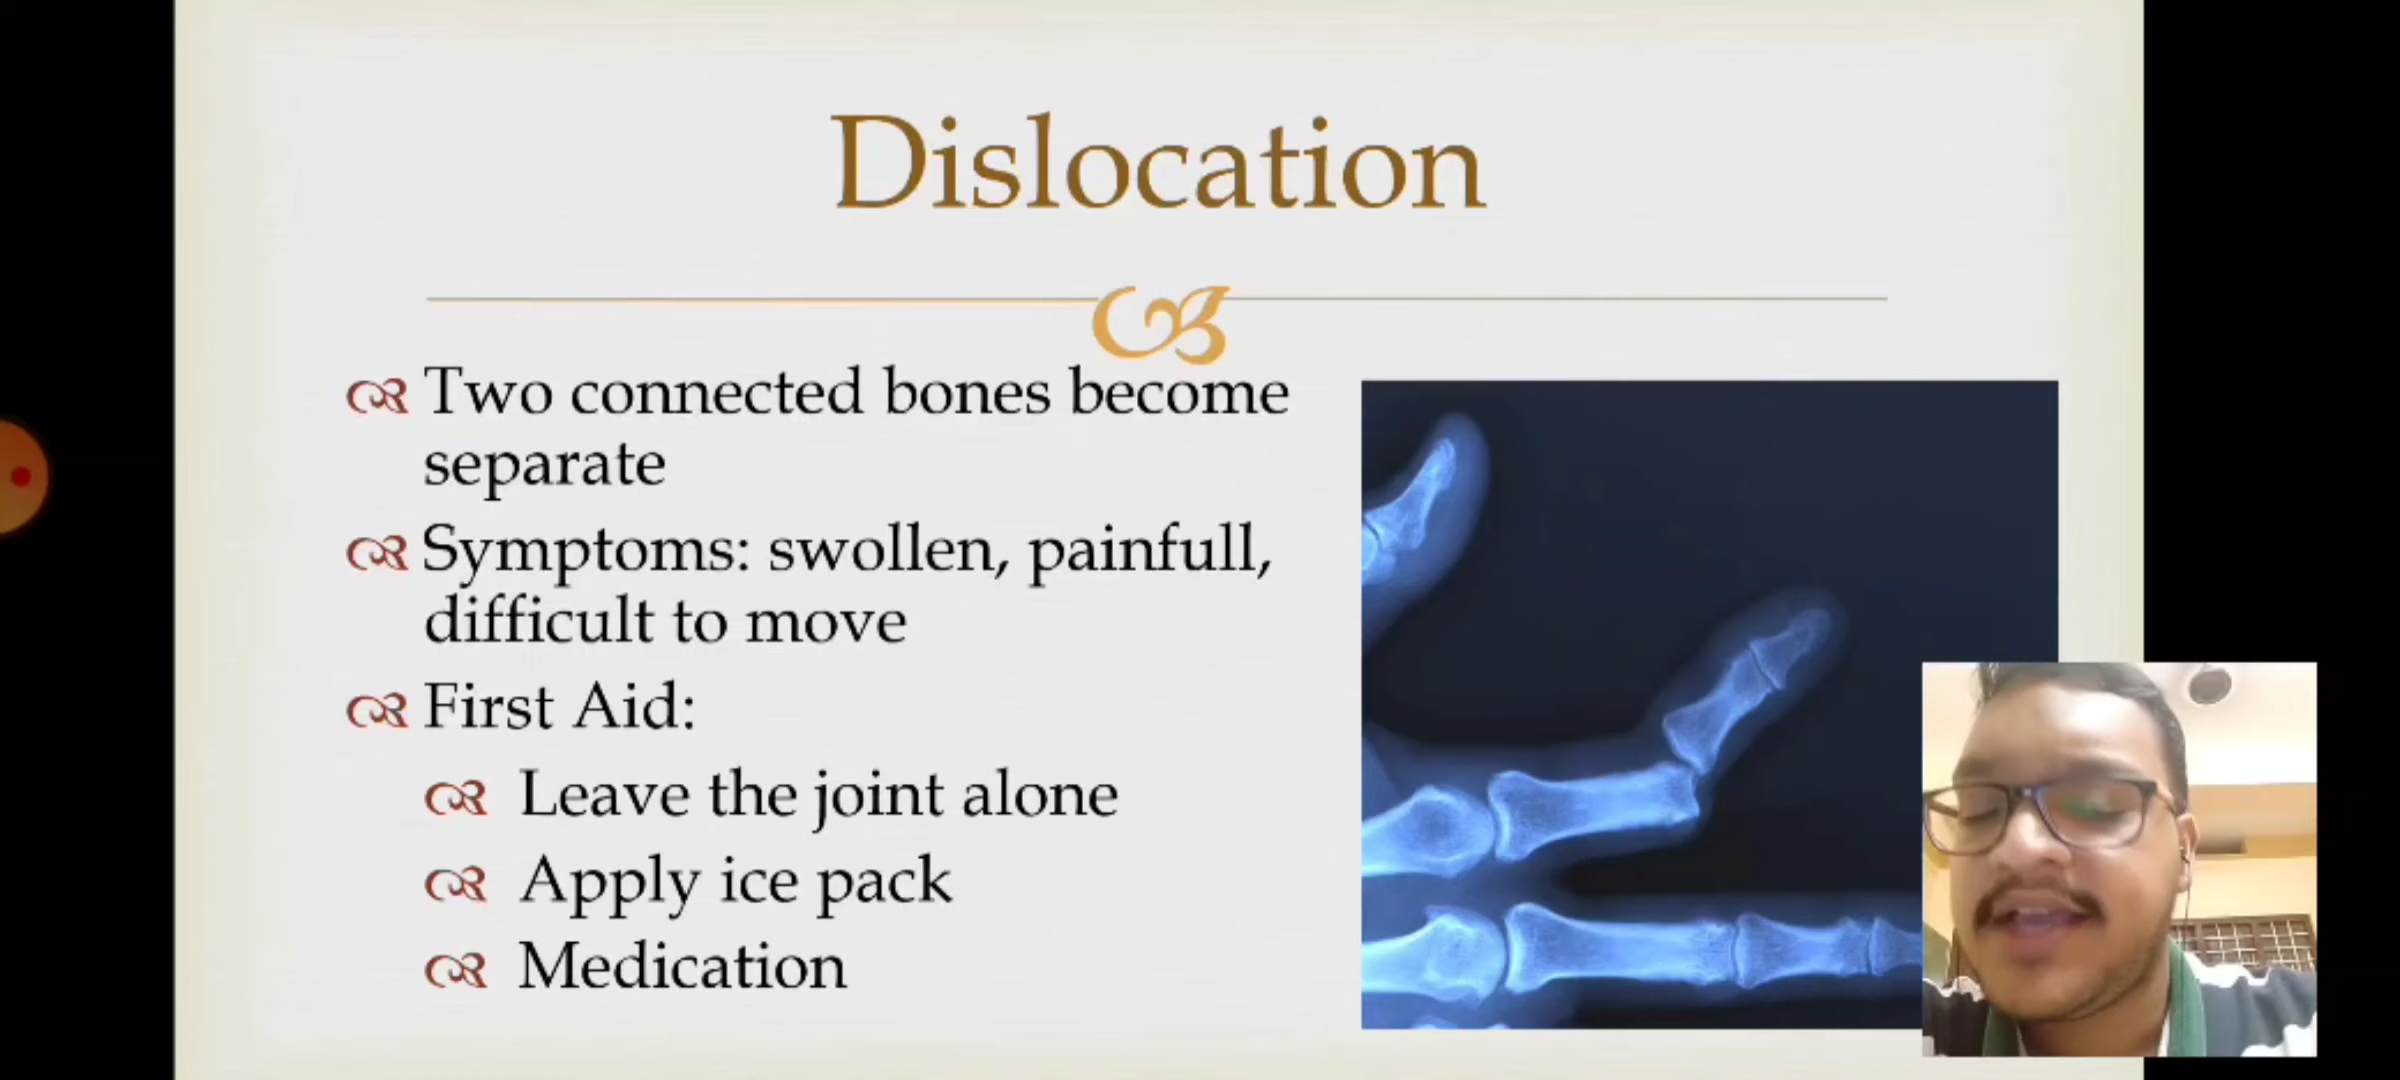 Dislocation
Two connected bones become
separate
Symptoms: swollen, painfull,
difficult to move
First Aid:
Leave the joint alone
Apply ice pack
Medication